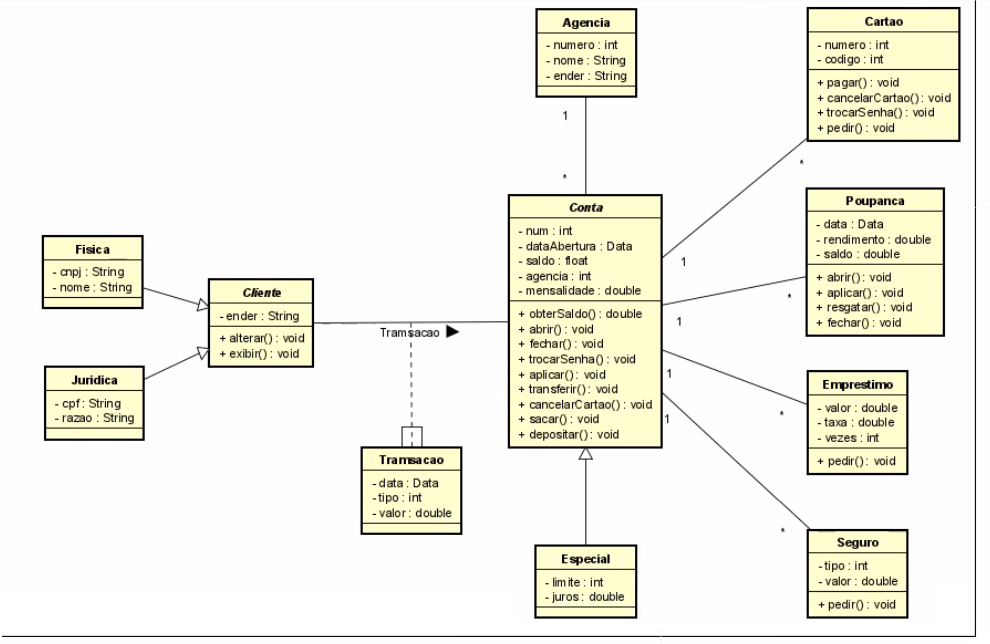 Agencia
- numero : int
- nome : String
- ender : String
1
*
Cartao
- numero : int
- codigo : int
+ pagar() : void
+ cancelarCartao() : void
+ trocarSenha() : void
+ pedir() : void
*
1
Conta
- num : int
- dataAbertura : Data
- saldo : float
- agencia : int
- mensalidade : double
+ obterSaldo() : double
+ abrir() : void
+ fechar() : void
+ trocarSenha() : void
+ aplicar() : void
+ transferir() : void
+ cancelarCartao() : void
+ sacar() : void
+ depositar() : void
Poupanca
- data : Data
- rendimento : double
- saldo : double
+ abrir() : void
+ aplicar() : void
+ resgatar() : void
+ fechar() : void
*
1
Fisica
- cnpj : String
- nome : String
Cliente
- ender : String
+ alterar() : void
+ exibir() : void
Tramsacao
Juridica
- cpf : String
- razao : String
Emprestimo
- valor : double
- taxa : double
- vezes : int
+ pedir() : void
1
*
Tramsacao
- data : Data
- tipo : int
- valor : double
1
*
Especial
- limite : int
- juros : double
Seguro
- tipo : int
- valor : double
+ pedir() : void